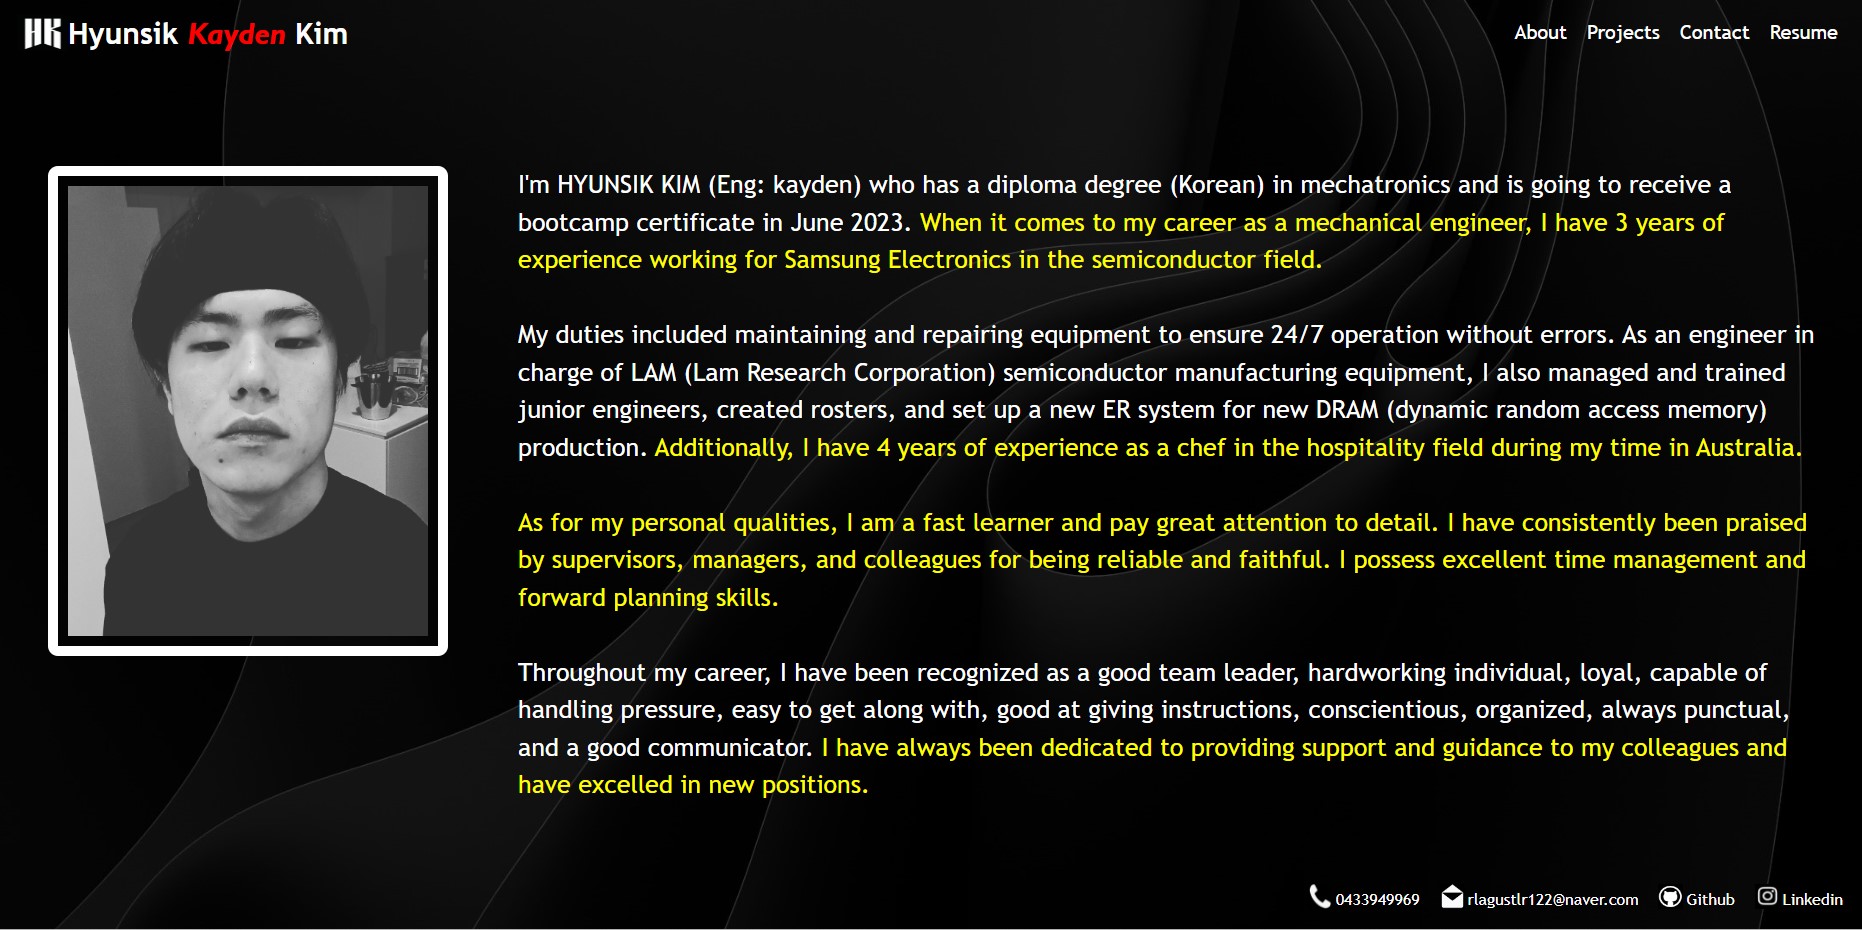 HK Hyunsik Kayden Kim
About Projects Contact Resume
I'm HYUNSIK KIM (Eng: kayden) who has a diploma degree (Korean) in mechatronics and is going to receive a
bootcamp certificate in June 2023. When it comes to my career as a mechanical engineer, I have 3 years of
experience working for Samsung Electronics in the semiconductor field.
My duties included maintaining and repairing equipment to ensure 24/7 operation without errors. As an engineer in
charge of LAM (Lam Research Corporation) semiconductor manufacturing equipment, I also managed and trained
junior engineers, created rosters, and set up a new ER system for new DRAM (dynamic random access memory)
production. Additionally, I have 4 years of experience as a chef in the hospitality field during my time in Australia.
As for my personal qualities, I am a fast learner and pay great attention to detail. I have consistently been praised
by supervisors, managers, and colleagues for being reliable and faithful. I possess excellent time management and
forward planning skills.
Throughout my career, I have been recognized as a good team leader, hardworking individual, loyal, capable of
handling pressure, easy to get along with, good at giving instructions, conscientious, organized, always punctual,
and a good communicator. I have always been dedicated to providing support and guidance to my colleagues and
have excelled in new positions.
0433949969 rlagustlr122@naver.com Github Linkedin